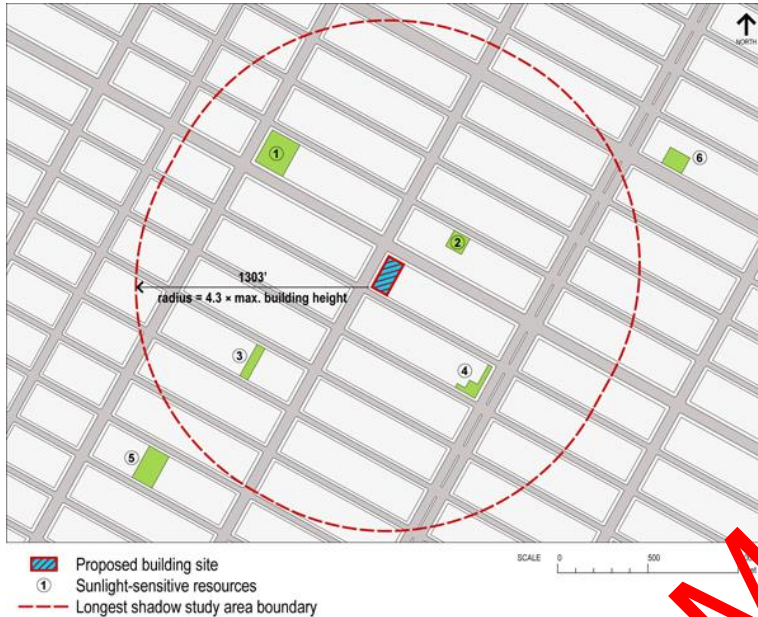 NORTH
①
⑥
②
1303'
radius = 4.3 × max. building height
③
④
⑤
Proposed building site
① Sunlight-sensitive resources
Longest shadow study area boundary
SCALE 0 500
M